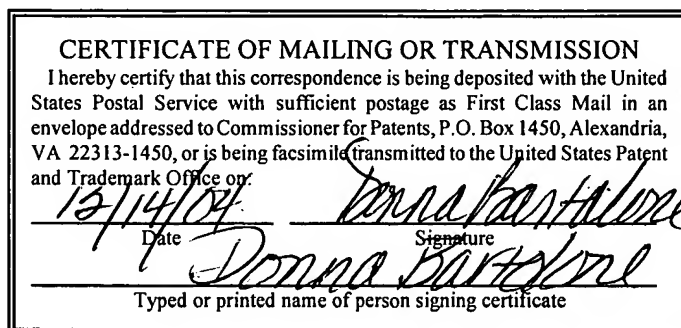 CERTIFICATE OF MAILING OR TRANSMISSION
I hereby certify that this correspondence is being deposited with the United
States Postal Service with sufficient postage as First Class Mail in an
envelope addressed to Commissioner for Patents, P.O. Box 1450, Alexandria,
VA 22313-1450, or is being facsimile transmitted to the United States Patent
and Trademark Office on:
12/14/04 Donna Bartolone
Date Signature
Donna Bartolone
Typed or printed name of person signing certificate